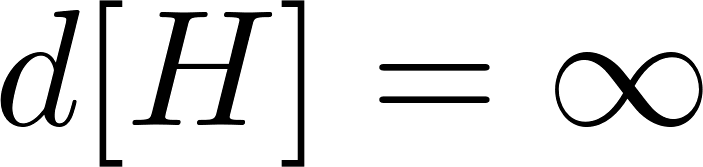 d[H] = ∞